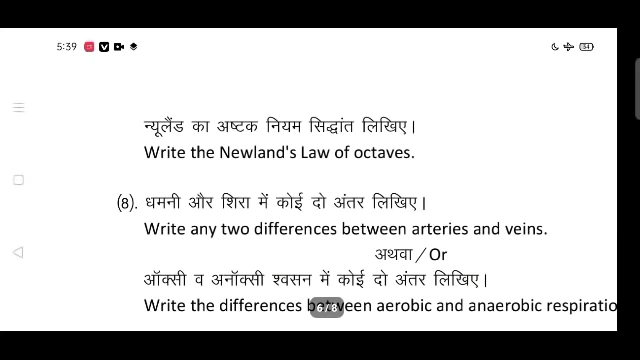 5:39
54
न्यूलैंड का अष्टक नियम सिद्धांत लिखिए।
Write the Newland's Law of octaves.
(8). धमनी और शिरा में कोई दो अंतर लिखिए।
Write any two differences between arteries and veins.
अथवा/Or
ऑक्सी व अनॉक्सी श्वसन में कोई दो अंतर लिखिए।
Write the differences between aerobic and anaerobic respiratio
6/8